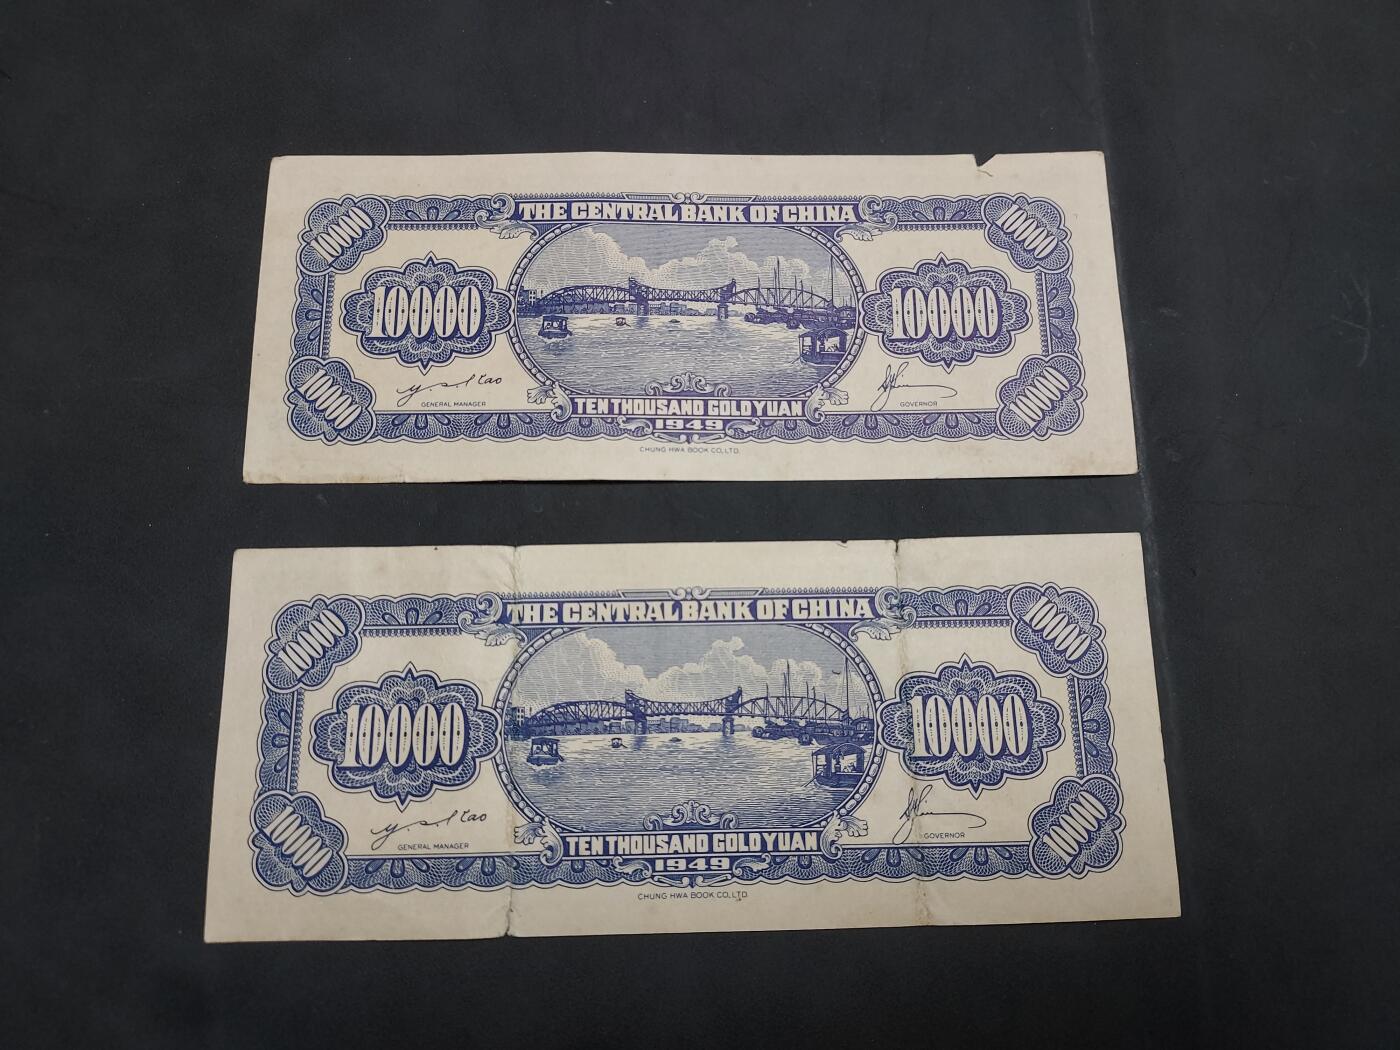 THE CENTRAL BANK OF CHINA
10000 10000
10000 10000
GENERAL MANAGER GOVERNOR
10000 10000
TEN THOUSAND GOLD YUAN
1949
CHUNG HWA BOOK CO,LTD.
THE CENTRAL BANK OF CHINA
10000 10000
10000 10000
GENERAL MANAGER GOVERNOR
10000 10000
TEN THOUSAND GOLD YUAN
1949
CHUNG HWA BOOK CO,LTD.